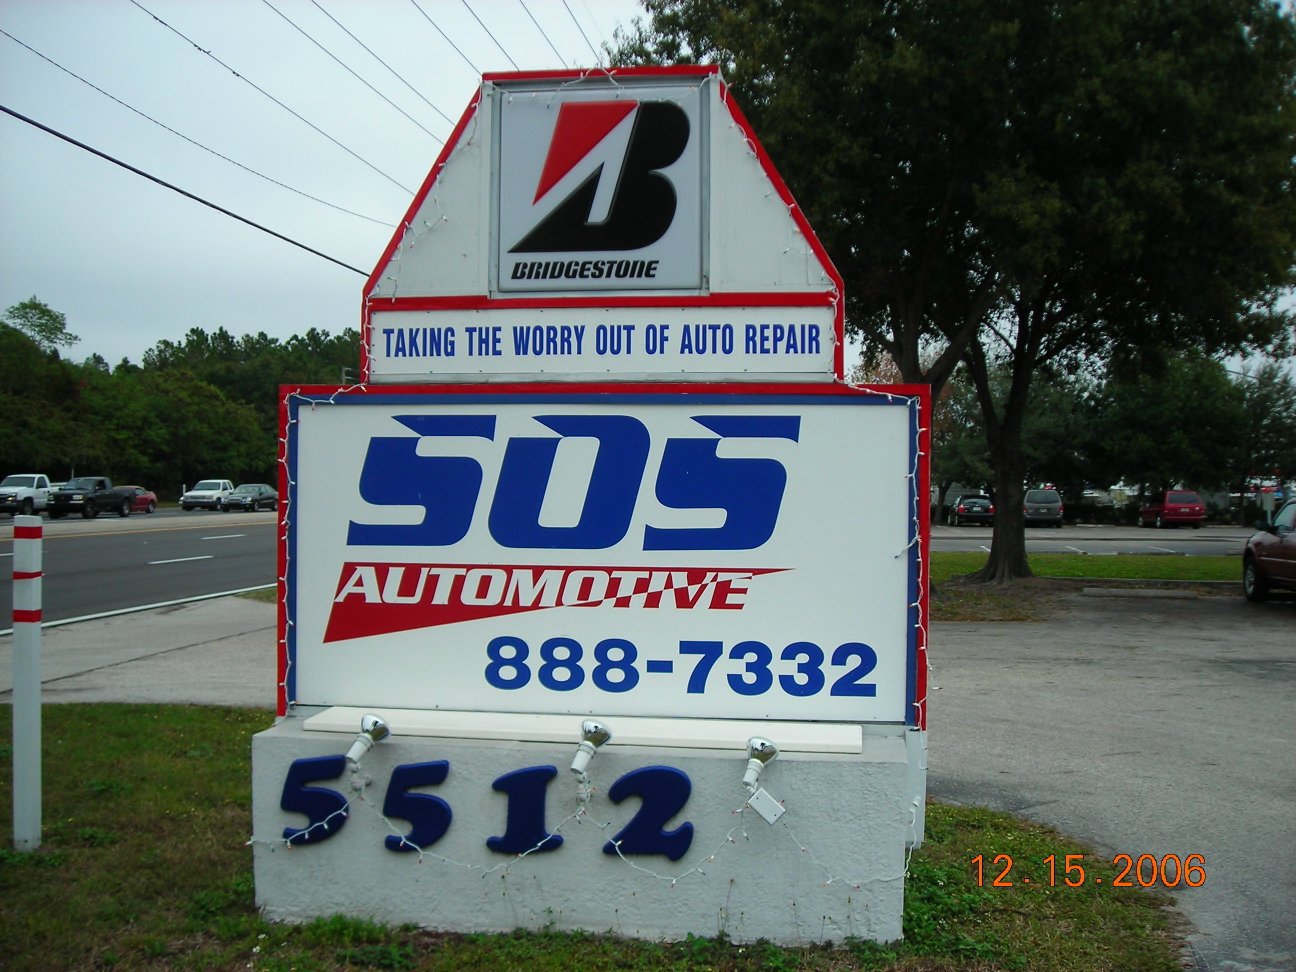 B
BRIDGESTONE
TAKING THE WORRY OUT OF AUTO REPAIR
SOS
AUTOMOTIVE
888-7332
5512
12.15.2006